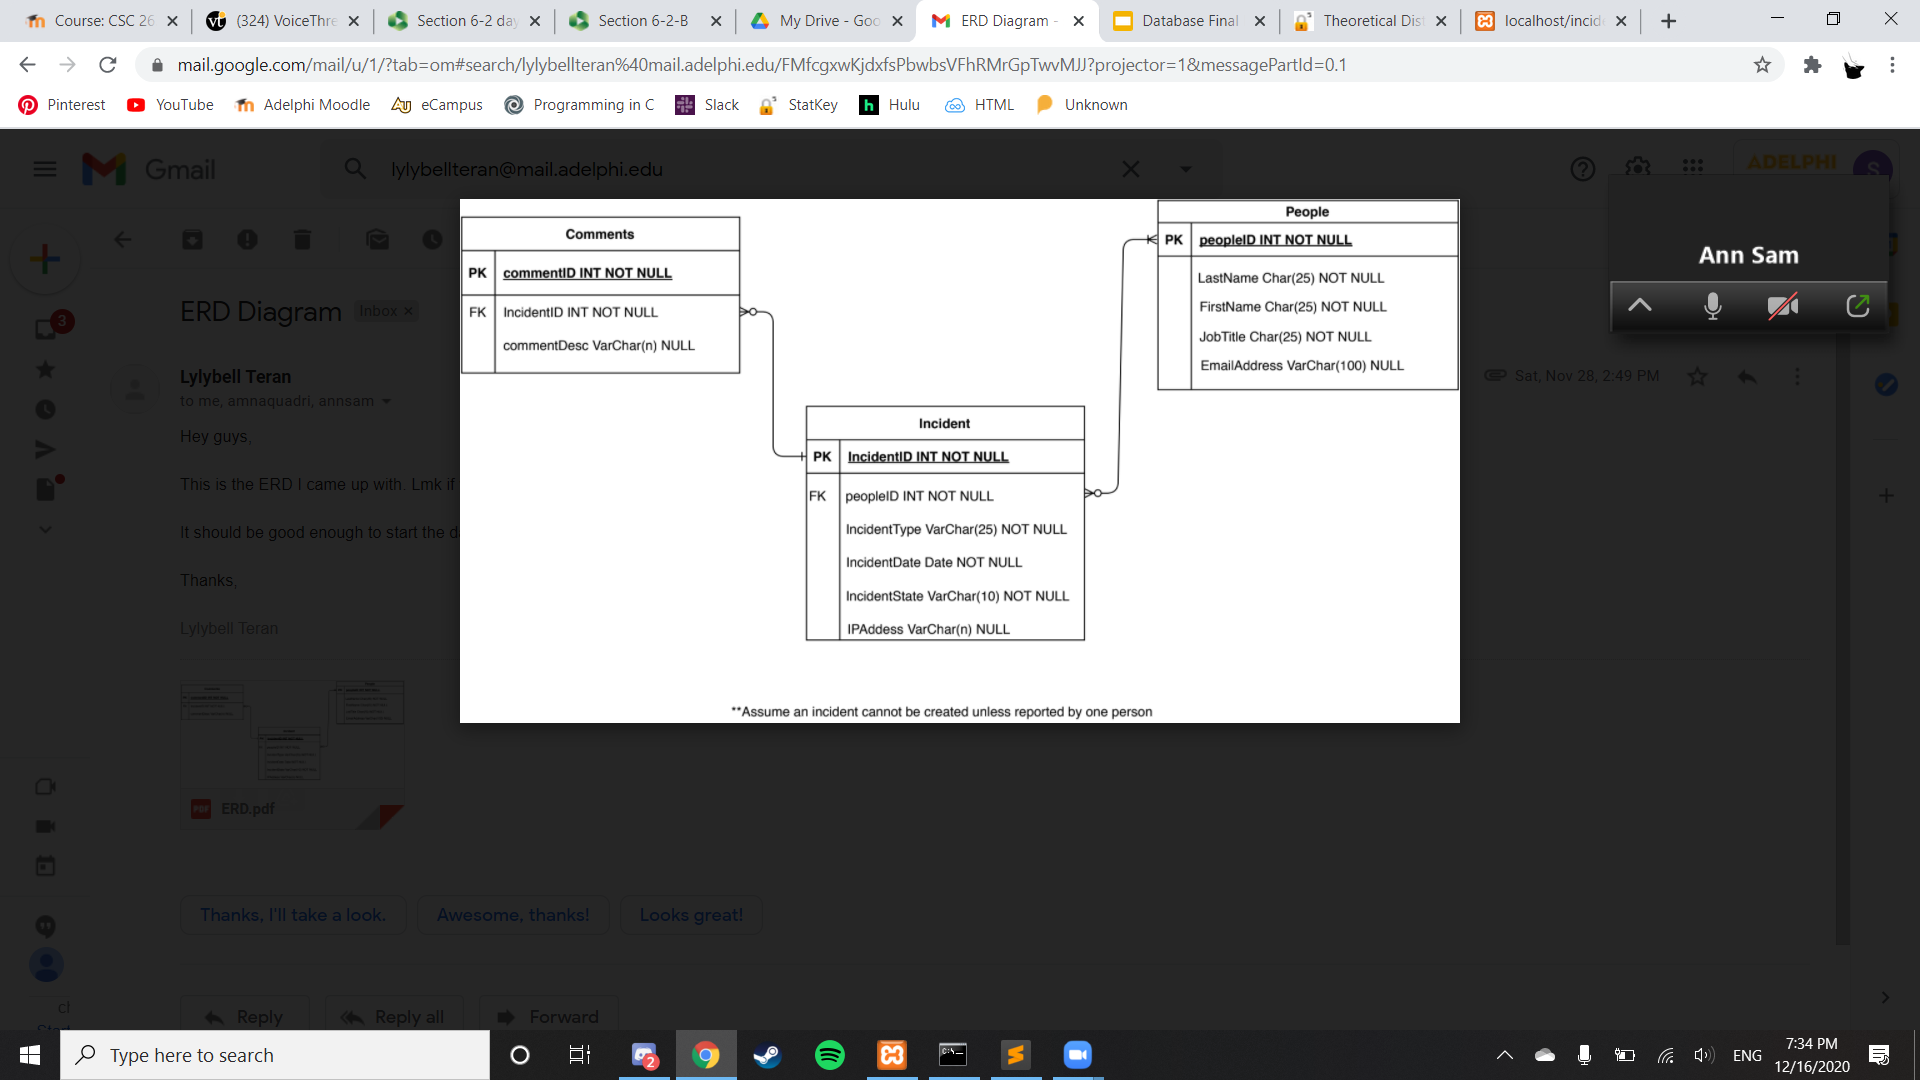 Course: CSC 26
(324) VoiceThre
Section 6-2 day
Section 6-2-B
My Drive - Goo
ERD Diagram -
Database Final
Theoretical Dis
localhost/incid
mail.google.com/mail/u/1/?tab=om#search/lylybellteran%40mail.adelphi.edu/FMfcgxwKjdxfsPbwbsVFhRMrGpTwvMJJ?projector=1&messagePartId=0.1
Pinterest
YouTube
Adelphi Moodle
eCampus
Programming in C
Slack
StatKey
Hulu
HTML
Unknown
Gmail
lylybellteran@mail.adelphi.edu
ADELPHI
S
Ann Sam
ERD Diagram
Inbox ×
3
Lylybell Teran
to me, amnaquadri, annsam
Sat, Nov 28, 2:49 PM
Hey guys,
This is the ERD I came up with. Lmk if
It should be good enough to start the d
Thanks,
Lylybell Teran
Comments
PK commentID INT NOT NULL
FK IncidentID INT NOT NULL
commentDesc VarChar(n) NULL
People
PK peopleID INT NOT NULL
LastName Char(25) NOT NULL
FirstName Char(25) NOT NULL
JobTitle Char(25) NOT NULL
EmailAddress VarChar(100) NULL
Incident
PK IncidentID INT NOT NULL
FK peopleID INT NOT NULL
IncidentType VarChar(25) NOT NULL
IncidentDate Date NOT NULL
IncidentState VarChar(10) NOT NULL
IPAddess VarChar(n) NULL
**Assume an incident cannot be created unless reported by one person
PDF ERD.pdf
Thanks, I'll take a look.
Awesome, thanks!
Looks great!
Reply
Reply all
Forward
Type here to search
2
ENG
7:34 PM
12/16/2020